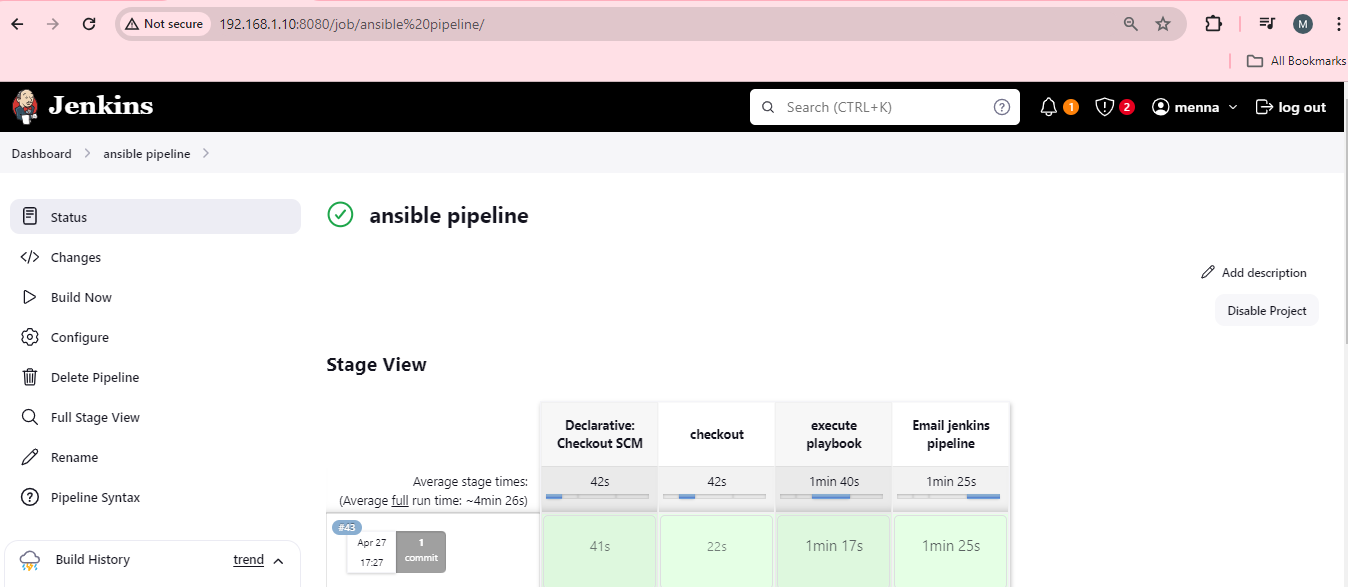 Not secure 192.168.1.10:8080/job/ansible%20pipeline/ M
All Bookmarks
Jenkins Search (CTRL+K) ? 1 2 menna log out
Dashboard ansible pipeline
Status
Changes
Build Now
Configure
Delete Pipeline
Full Stage View
Rename
Pipeline Syntax
Build History trend
ansible pipeline
Add description
Disable Project
Stage View
Declarative:
Checkout SCM
checkout
execute
playbook
Email jenkins
pipeline
Average stage times:
(Average full run time: ~4min 26s)
42s 42s 1min 40s 1min 25s
#43
Apr 27
17:27
1
commit
41s 22s 1min 17s 1min 25s